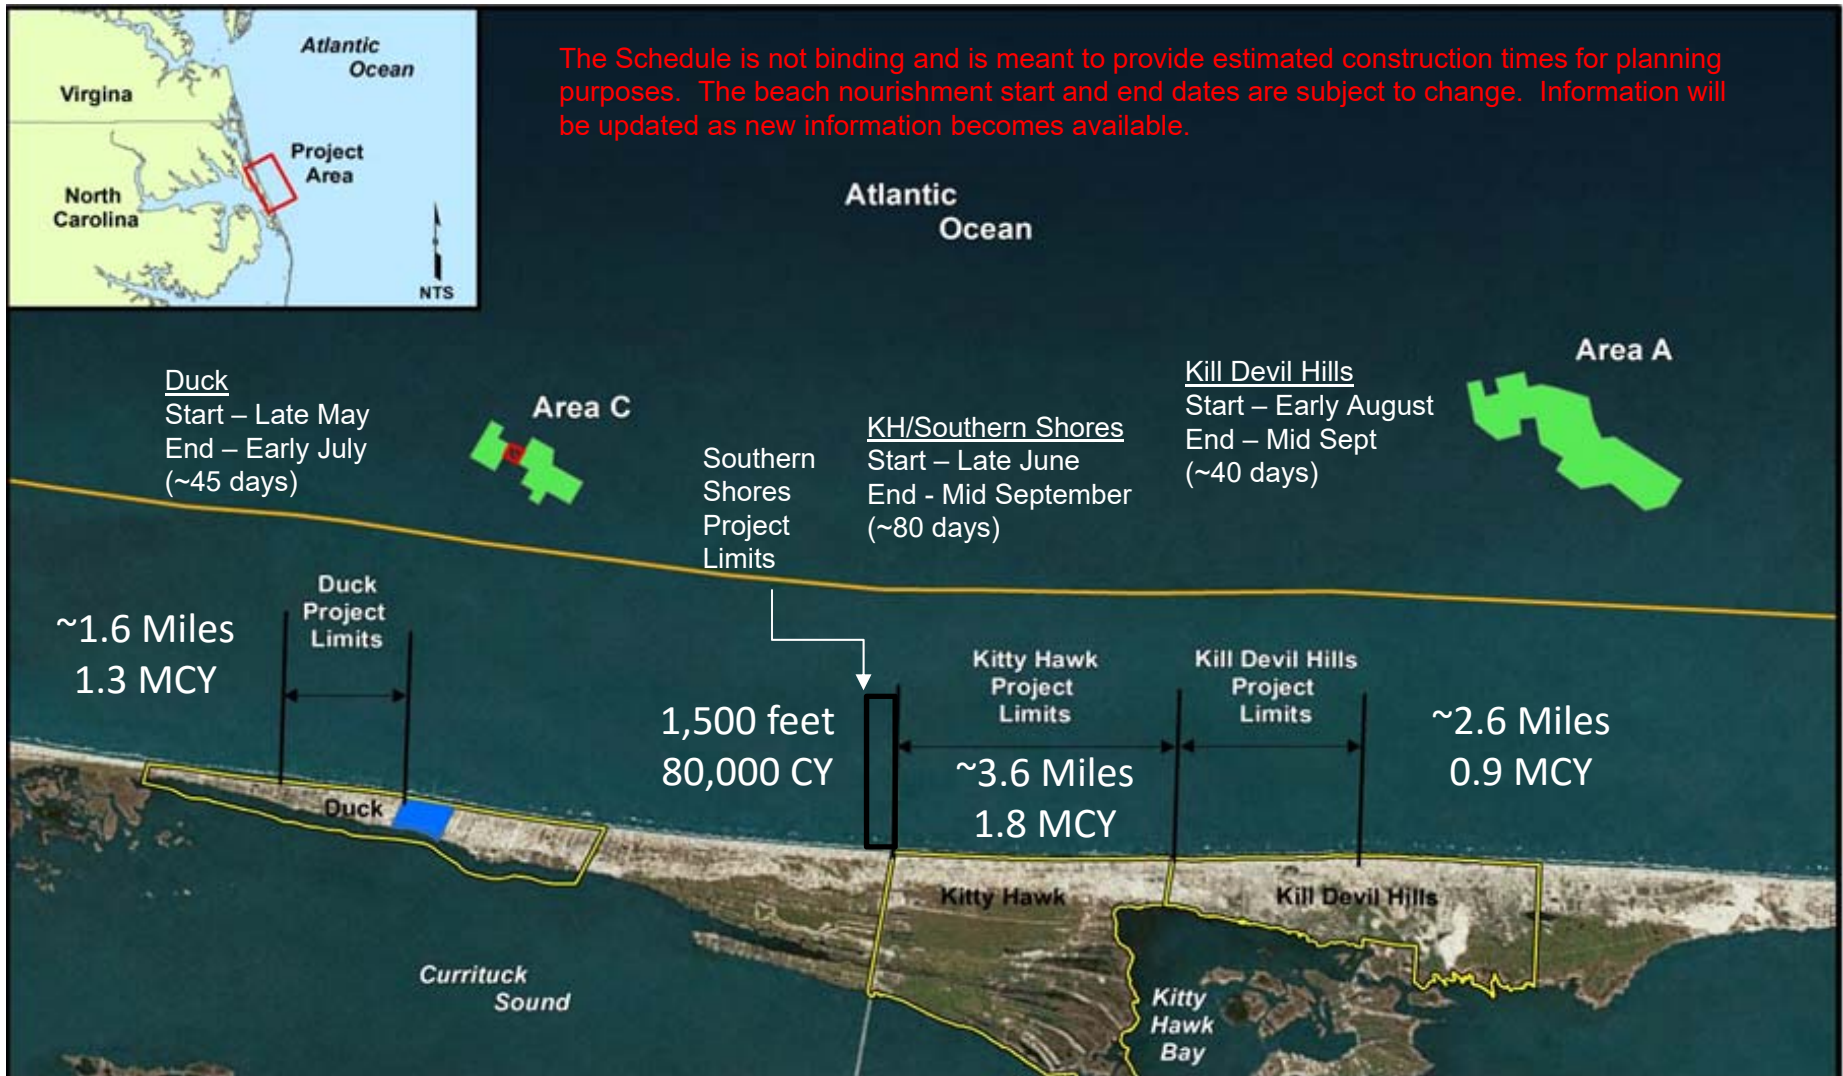 Atlantic
Ocean
Virginia
Project
Area
North
Carolina
NTS
The Schedule is not binding and is meant to provide estimated construction times for planning
purposes.  The beach nourishment start and end dates are subject to change.  Information will
be updated as new information becomes available.
Atlantic
Ocean
Area A
Duck
Start – Late May
End – Early July
(~45 days)
Area C
Southern
Shores
Project
Limits
KH/Southern Shores
Start – Late June
End - Mid September
(~80 days)
Kill Devil Hills
Start – Early August
End – Mid Sept
(~40 days)
~1.6 Miles
1.3 MCY
Duck
Project
Limits
1,500 feet
80,000 CY
Kitty Hawk
Project
Limits
~3.6 Miles
1.8 MCY
Kill Devil Hills
Project
Limits
~2.6 Miles
0.9 MCY
Duck
Kitty Hawk
Kill Devil Hills
Currituck
Sound
Kitty
Hawk
Bay